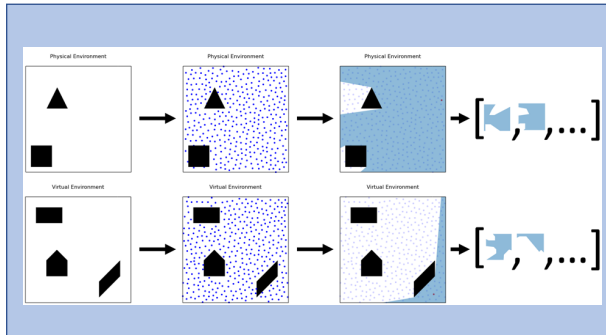 Physical Environment
Physical Environment
Physical Environment
[ , , ... ]
Virtual Environment
Virtual Environment
Virtual Environment
[ , , ... ]